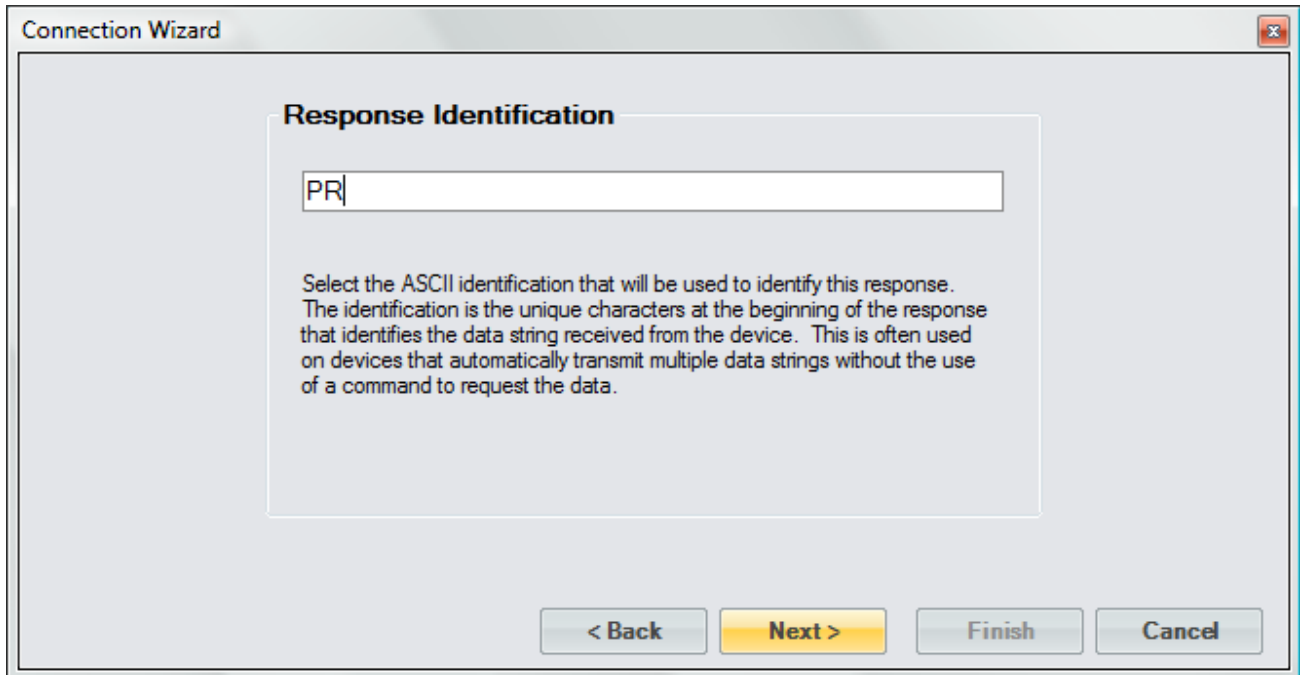 Connection Wizard
Response Identification
PR
Select the ASCII identification that will be used to identify this response.
The identification is the unique characters at the beginning of the response
that identifies the data string received from the device.  This is often used
on devices that automatically transmit multiple data strings without the use
of a command to request the data.
< Back Next > Finish Cancel